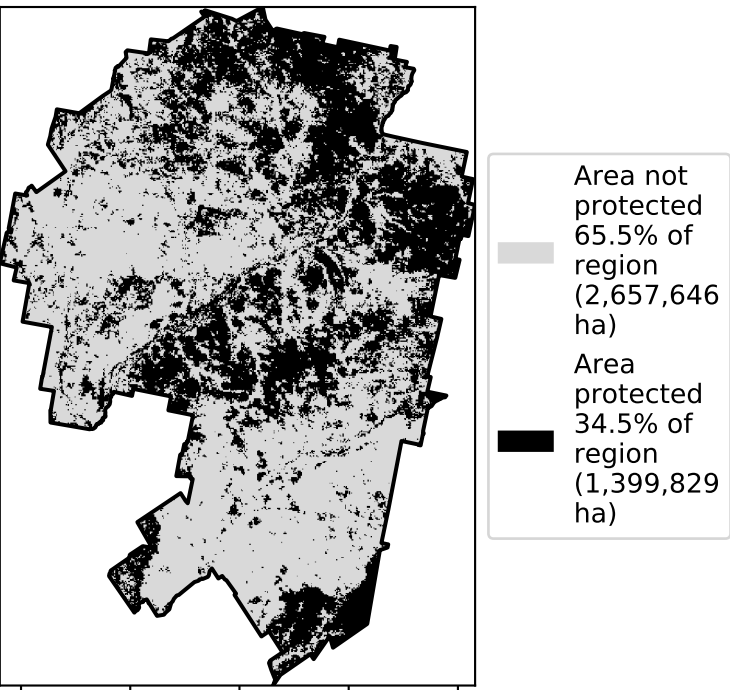 Area not
protected
65.5% of
region
(2,657,646
ha)
Area
protected
34.5% of
region
(1,399,829
ha)